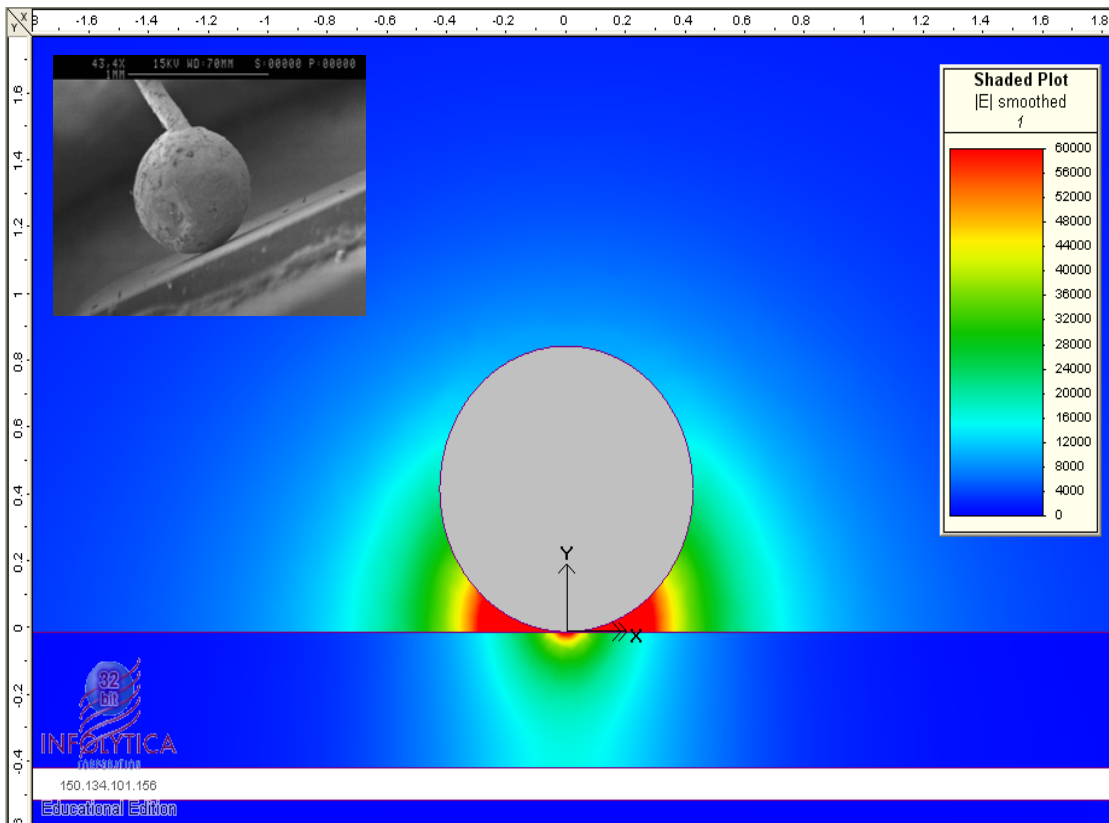 X
Y
8 -1.6 -1.4 -1.2 -1 -0.8 -0.6 -0.4 -0.2 0 0.2 0.4 0.6 0.8 1 1.2 1.4 1.6 1.8
43.4X 15KV WD:70MM S:00000 P:00000
1MM
Shaded Plot
|E| smoothed
1
60000
56000
52000
48000
44000
40000
36000
32000
28000
24000
20000
16000
12000
8000
4000
0
1.6
1.4
1.2
1
0.8
0.6
0.4
0.2
0
-0.2
-0.4
Y
X
32
bit
INFOLYTICA
CORPORATION
150.134.101.156
Educational Edition